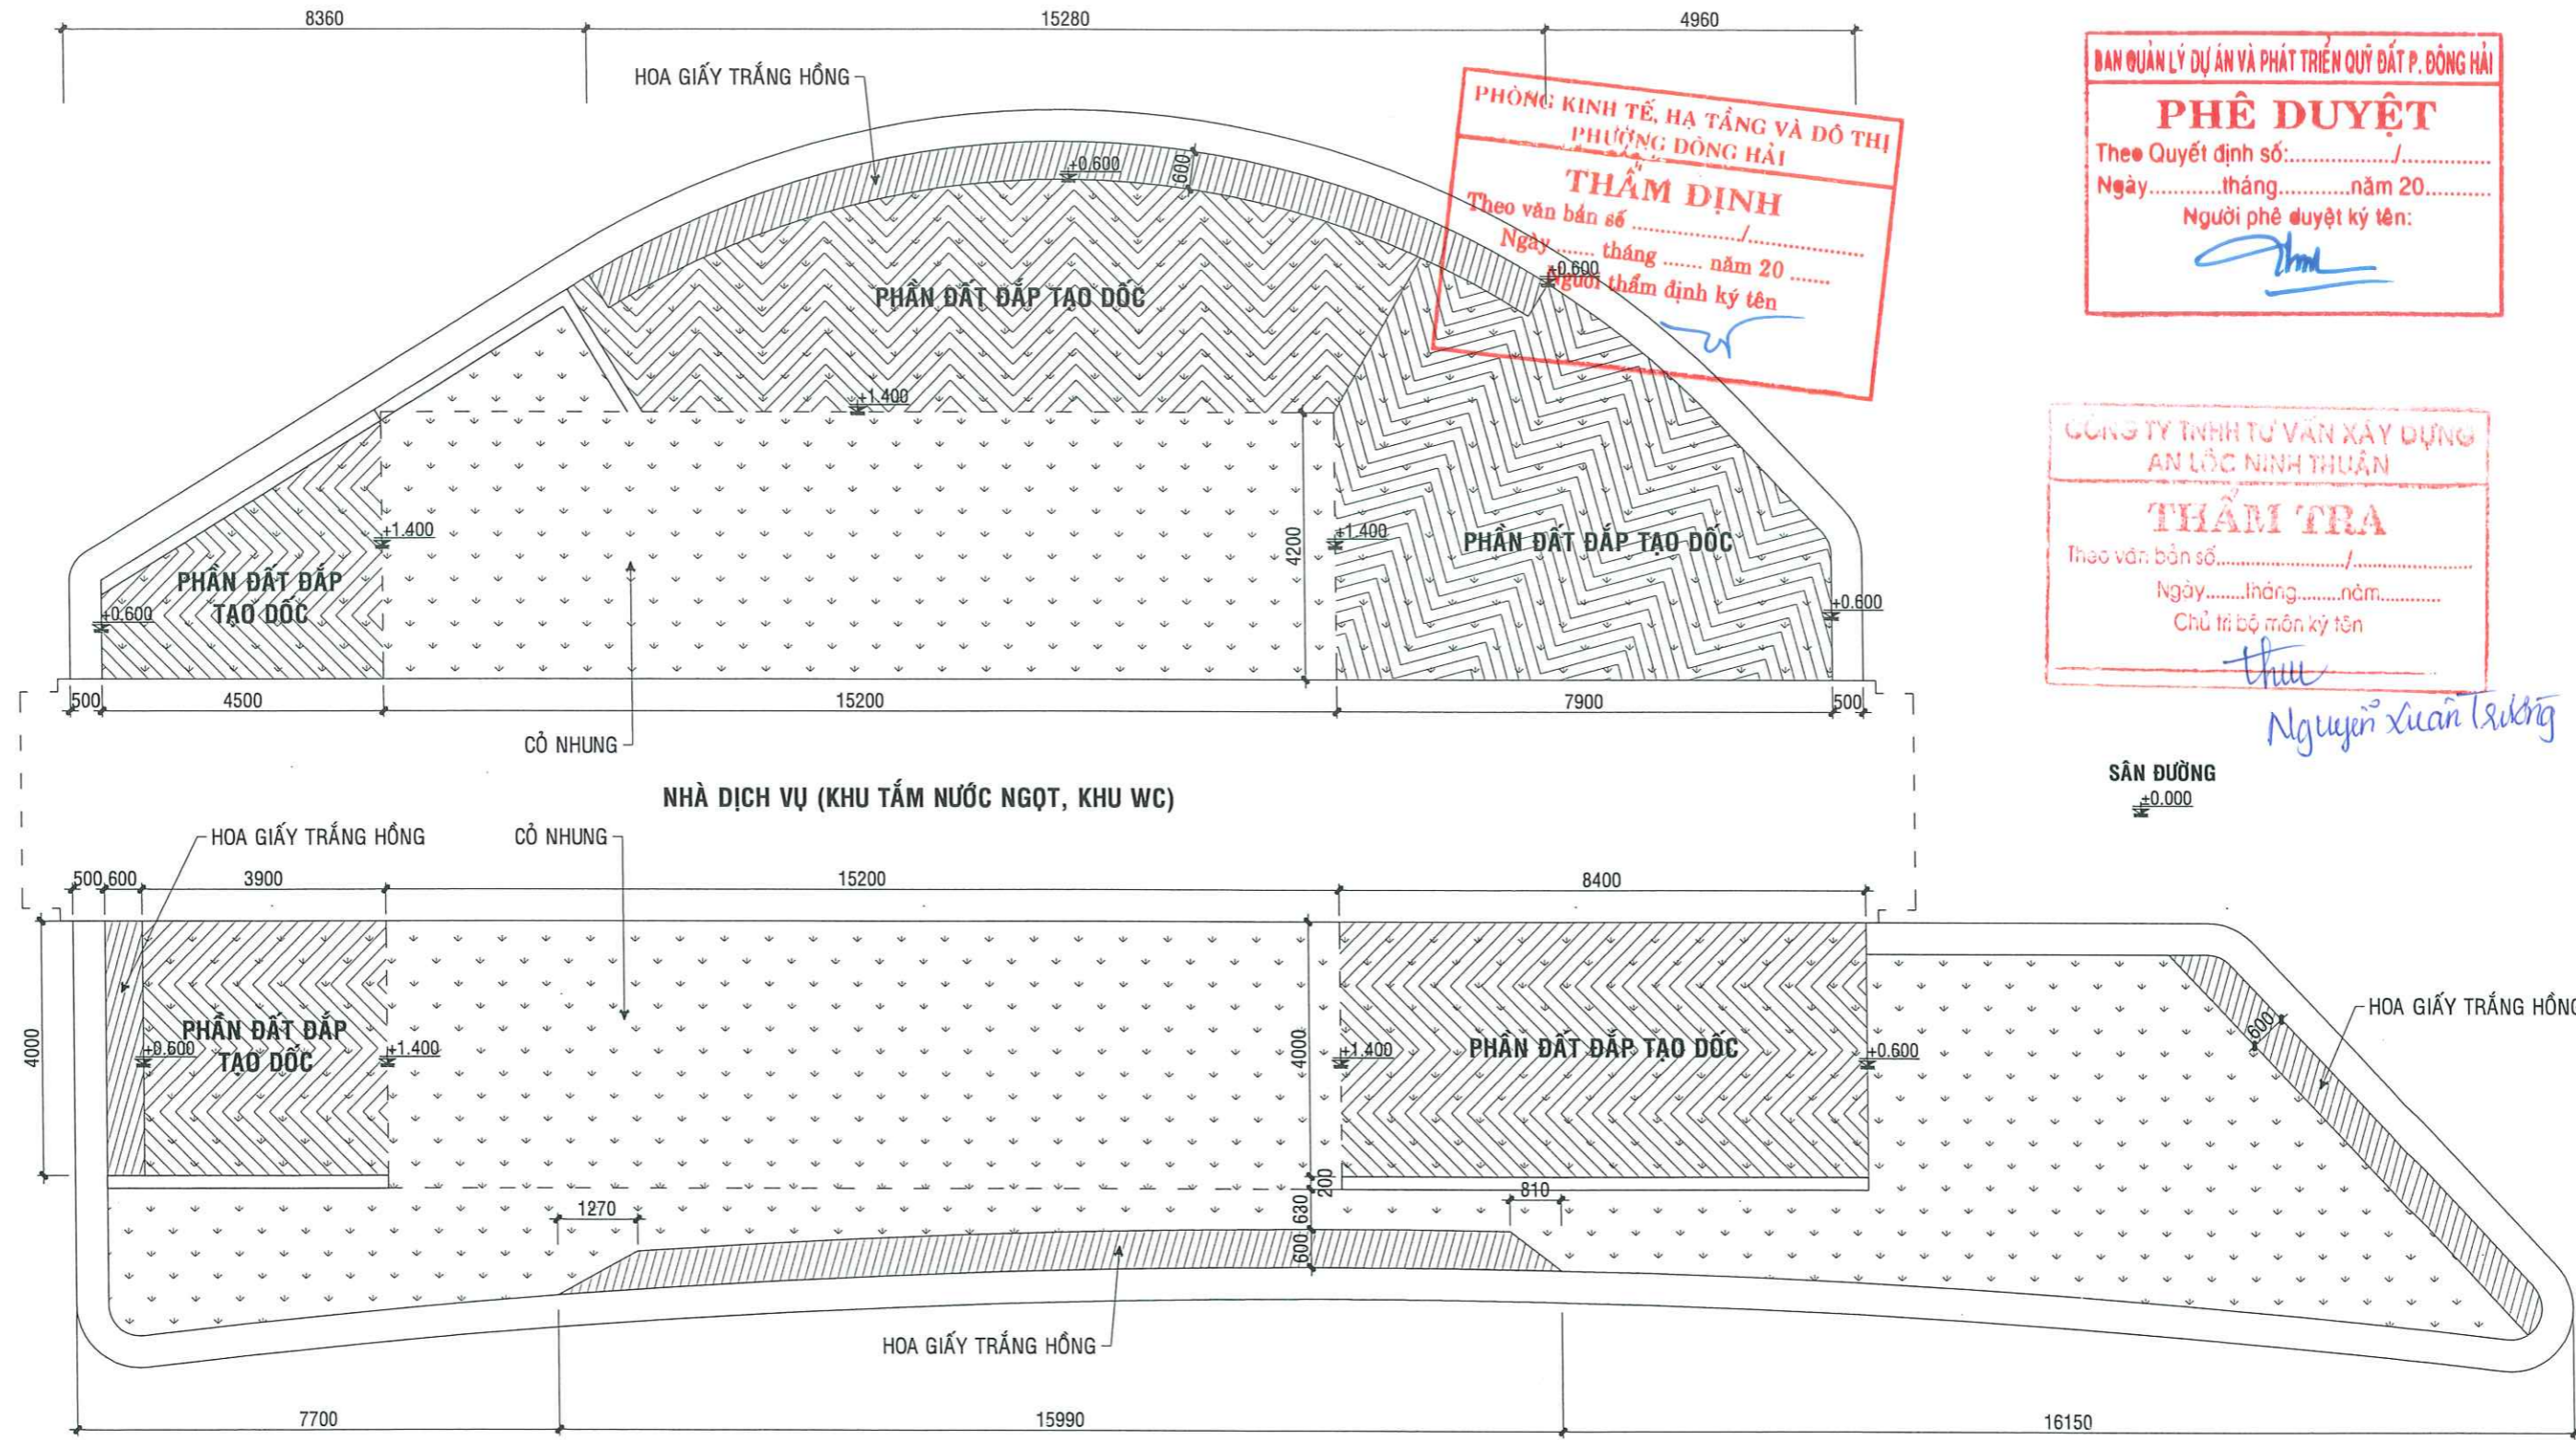 8360
15280
4960
HOA GIẤY TRẮNG HỒNG
+0.600
600
+0.600
PHẦN ĐẤT ĐẮP TẠO DỐC
+1.400
+1.400
4200
+1.400
PHẦN ĐẤT ĐẮP TẠO DỐC
PHẦN ĐẤT ĐẮP
TẠO DỐC
+0.600
+0.600
500
4500
15200
7900
500
CỎ NHUNG
NHÀ DỊCH VỤ (KHU TẮM NƯỚC NGỌT, KHU WC)
SÂN ĐƯỜNG
±0.000
HOA GIẤY TRẮNG HỒNG
CỎ NHUNG
500
600
3900
15200
8400
HOA GIẤY TRẮNG HỒNG
600
4000
PHẦN ĐẤT ĐẮP
TẠO DỐC
+0.600
+1.400
4000
+1.400
PHẦN ĐẤT ĐẮP TẠO DỐC
+0.600
200
1270
630
810
600
HOA GIẤY TRẮNG HỒNG
7700
15990
16150
PHÒNG KINH TẾ, HẠ TẦNG VÀ ĐÔ THỊ
PHƯỜNG ĐÔNG HẢI
THẨM ĐỊNH
Theo văn bản số ................../....................
Ngày ...... tháng ....... năm 20 .......
Người thẩm định ký tên
BAN QUẢN LÝ DỰ ÁN VÀ PHÁT TRIỂN QUỸ ĐẤT P. ĐÔNG HẢI
PHÊ DUYỆT
Theo Quyết định số:................../...............
Ngày............tháng............năm 20...........
Người phê duyệt ký tên:
CÔNG TY TNHH TƯ VẤN XÂY DỰNG
AN LỘC NINH THUẬN
THẨM TRA
Theo văn bản số...................../....................
Ngày.......tháng........năm...........
Chủ trì bộ môn ký tên
Nguyễn Xuân Trường